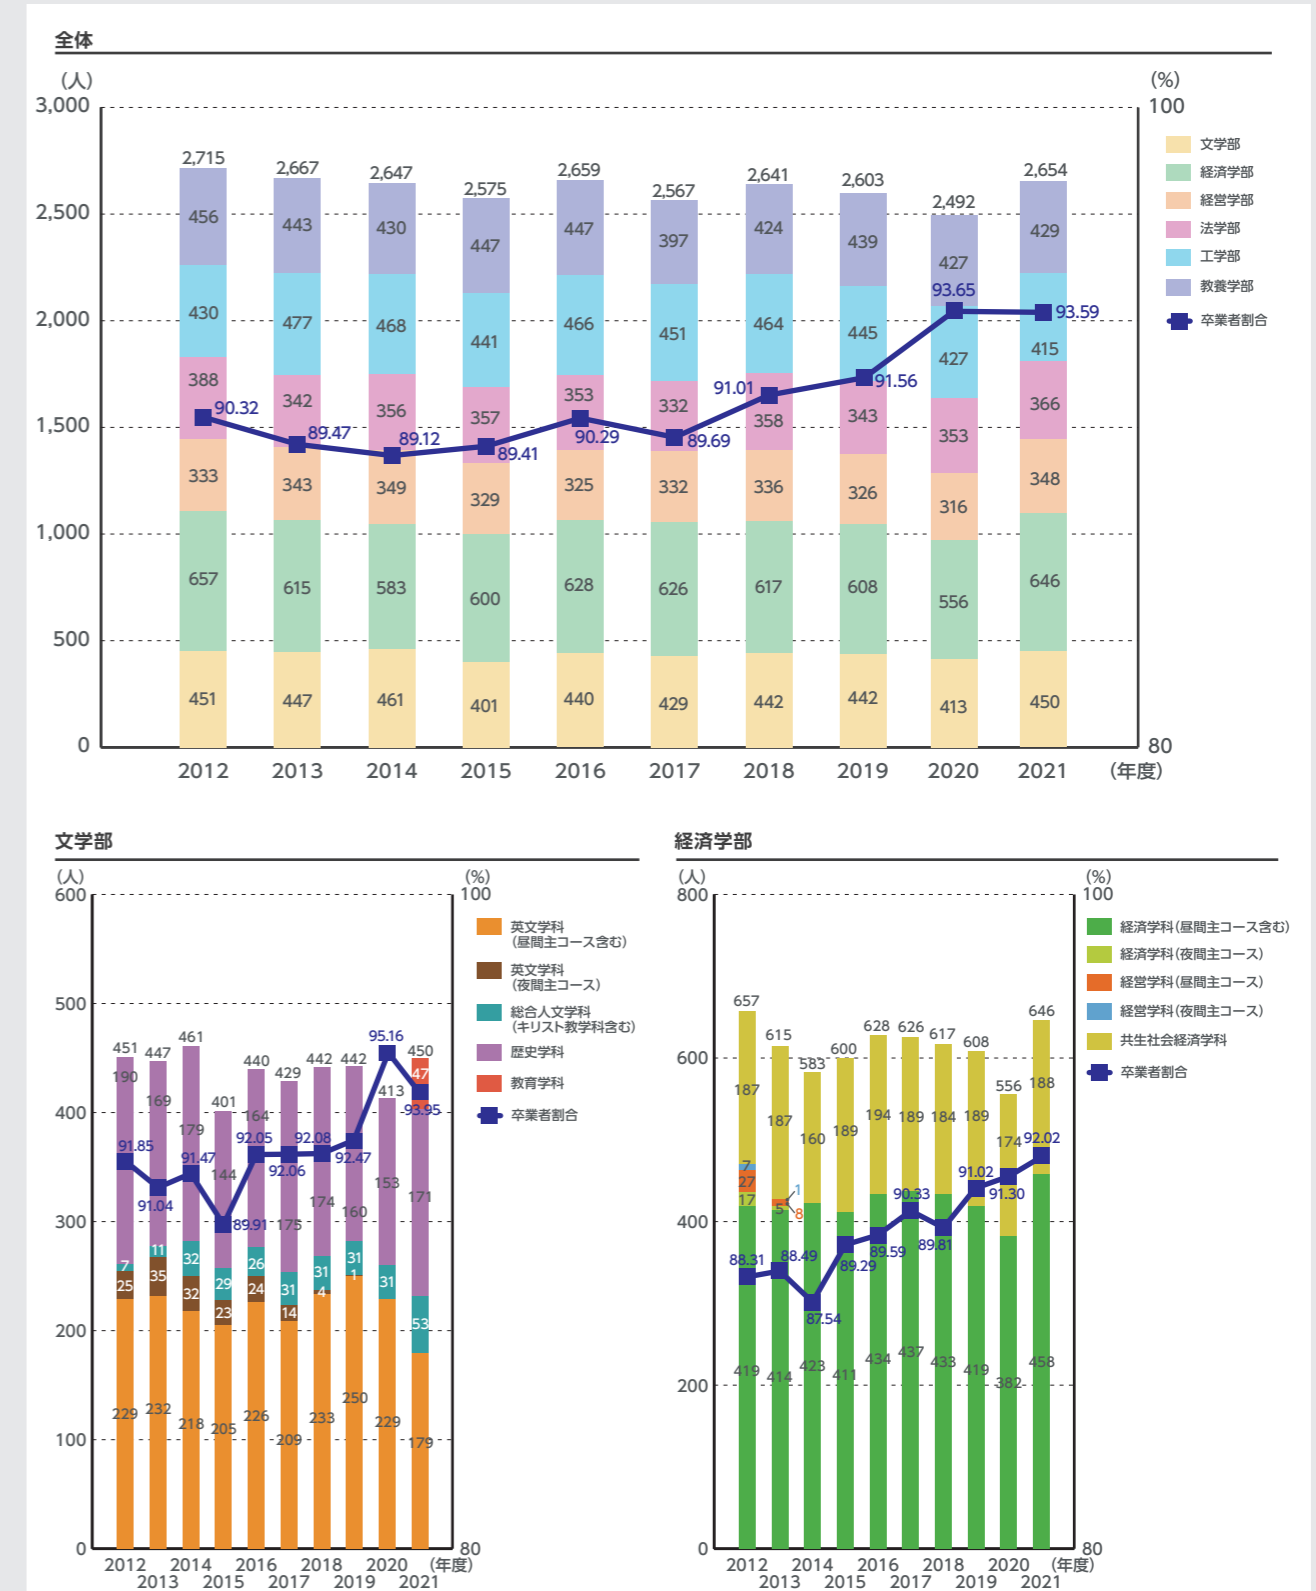 全体
(人)
(%)
3,000
2,500
2,000
1,500
1,000
500
0
100
80
2,715 2,667 2,647 2,575 2,659 2,567 2,641 2,603 2,492 2,654
456 443 430 447 447 397 424 439 427 429
430 477 468 441 466 451 464 445 427 415
388 342 356 357 353 332 358 343 353 366
333 343 349 329 325 332 336 326 316 348
657 615 583 600 628 626 617 608 556 646
451 447 461 401 440 429 442 442 413 450
90.32 89.47 89.12 89.41 90.29 89.69 91.01 91.56 93.65 93.59
2012 2013 2014 2015 2016 2017 2018 2019 2020 2021 (年度)
文学部
経済学部
経営学部
法学部
工学部
教養学部
卒業者割合
文学部
(人)
(%)
600
500
400
300
200
100
0
100
80
451 447 461 401 440 429 442 442 413 450
47
190 169 179 144 164 175 174 160 153 171
7 11 32 29 26 31 31 31 31 53
25 35 32 23 24 14 4 1
229 232 218 205 226 209 233 250 229 179
91.85 91.04 91.47 89.91 92.05 92.06 92.08 92.47 95.16 93.95
2012 2013 2014 2015 2016 2017 2018 2019 2020 2021 (年度)
英文学科
(昼間主コース含む)
英文学科
(夜間主コース)
総合人文学科
(キリスト教学科含む)
歴史学科
教育学科
卒業者割合
経済学部
(人)
(%)
800
600
400
200
0
100
80
657 615 583 600 628 626 617 608 556 646
187 187 160 189 194 189 184 189 174 188
7 1
27 8
17 5
419 414 423 411 434 437 433 419 382 458
88.31 88.49 87.54 89.29 89.59 90.33 89.81 91.02 91.30 92.02
2012 2013 2014 2015 2016 2017 2018 2019 2020 2021 (年度)
経済学科(昼間主コース含む)
経済学科(夜間主コース)
経営学科(昼間主コース)
経営学科(夜間主コース)
共生社会経済学科
卒業者割合